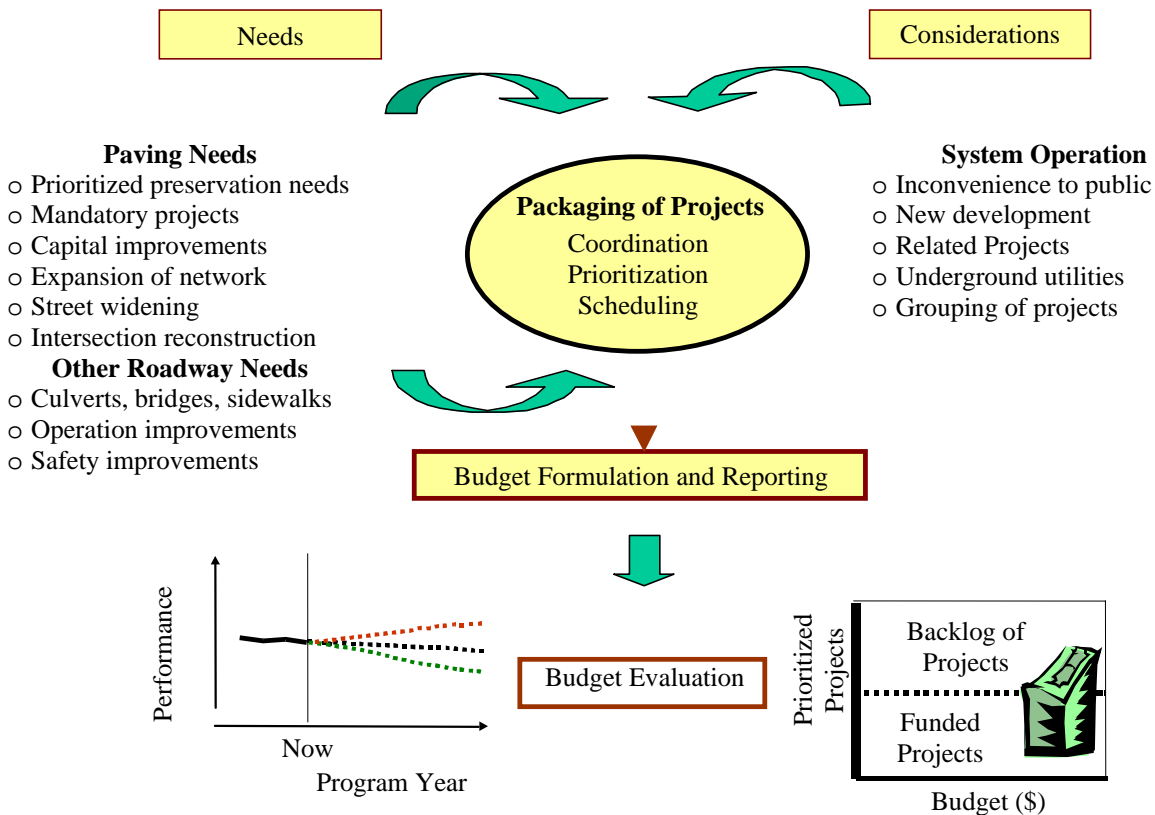 Needs
Considerations
Paving Needs
o Prioritized preservation needs
o Mandatory projects
o Capital improvements
o Expansion of network
o Street widening
o Intersection reconstruction
Other Roadway Needs
o Culverts, bridges, sidewalks
o Operation improvements
o Safety improvements
Packaging of Projects
Coordination
Prioritization
Scheduling
System Operation
o Inconvenience to public
o New development
o Related Projects
o Underground utilities
o Grouping of projects
Budget Formulation and Reporting
Performance
Now
Program Year
Budget Evaluation
Prioritized
Projects
Backlog of
Projects
Funded
Projects
Budget ($)